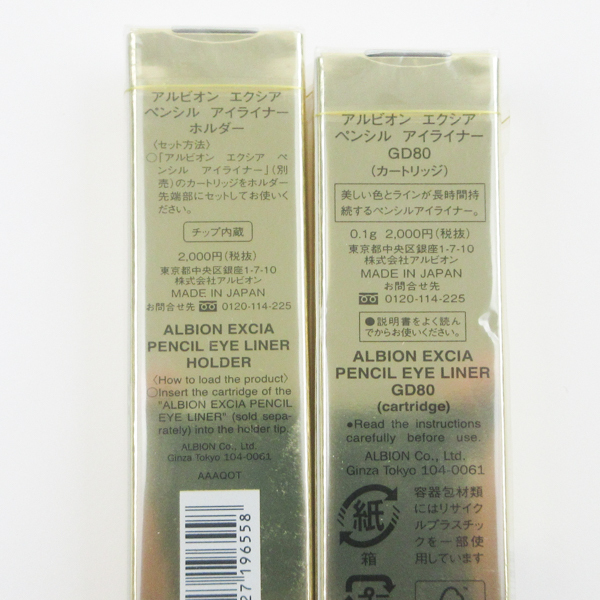 アルビオン エクシア
ペンシル アイライナー
ホルダー
〈セット方法〉
○「アルビオン エクシア ペ
ンシル アイライナー」(別
売)のカートリッジをホルダー
先端部にセットしてお使いく
ださい。
チップ内蔵
2,000円(税抜)
東京都中央区銀座1-7-10
株式会社アルビオン
MADE IN JAPAN
お問合せ先 0120-114-225
ALBION EXCIA
PENCIL EYE LINER
HOLDER
〈How to load the product〉
○Insert the cartridge of the
"ALBION EXCIA PENCIL
EYE LINER" (sold sepa-
rately) into the holder tip.
ALBION Co., Ltd.
Ginza Tokyo 104-0061
AAAQOT
27 196558
アルビオン エクシア
ペンシル アイライナー
GD80
(カートリッジ)
美しい色とラインが長時間持
続するペンシルアイライナー。
0.1g 2,000円(税抜)
東京都中央区銀座1-7-10
株式会社アルビオン
MADE IN JAPAN
お問合せ先 0120-114-225
●説明書をよく読ん
でからお使いください。
ALBION EXCIA
PENCIL EYE LINER
GD80
(cartridge)
●Read the instructions
carefully before use.
ALBION Co., Ltd.
Ginza Tokyo 104-0061
紙
箱
容器包材類
にはリサイク
ルプラスチッ
クを一部使
用しています